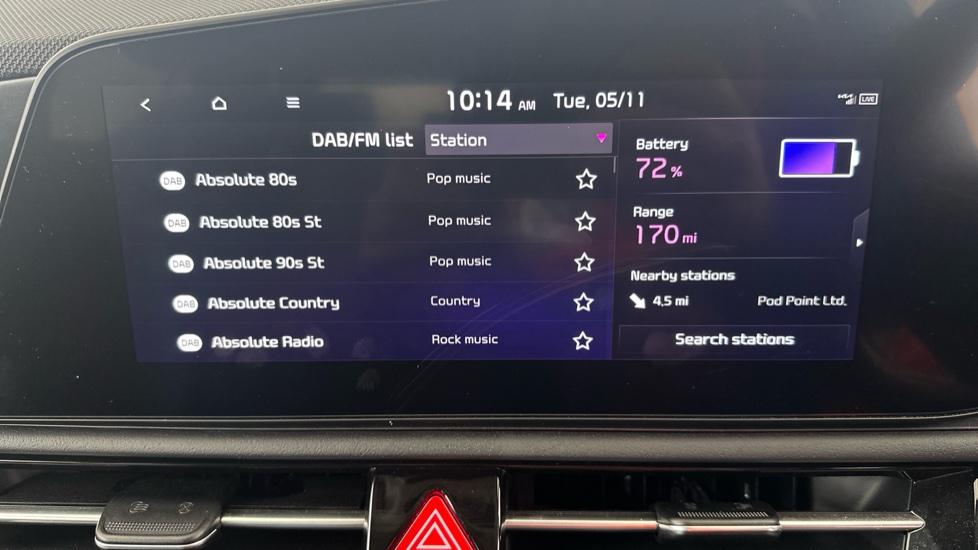 10:14 AM Tue, 05/11
LIVE
DAB/FM list Station
DAB Absolute 80s Pop music
DAB Absolute 80s St Pop music
DAB Absolute 90s St Pop music
DAB Absolute Country Country
DAB Absolute Radio Rock music
Battery
72 %
Range
170 mi
Nearby stations
4.5 mi Pod Point Ltd.
Search stations